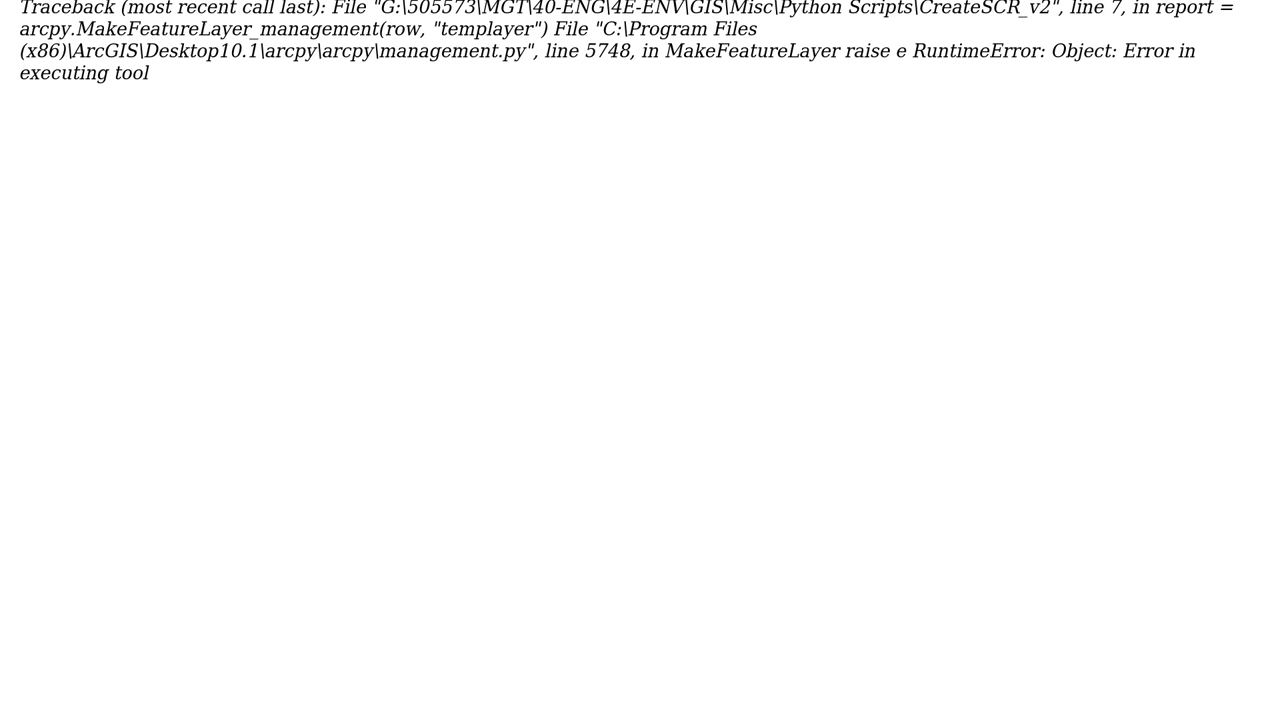 Traceback (most recent call last): File "G:\505573\MGT\40-ENG\4E-ENV\GIS\Misc\Python Scripts\CreateSCR_v2", line 7, in report =
arcpy.MakeFeatureLayer_management(row, "templayer") File "C:\Program Files
(x86)\ArcGIS\Desktop10.1\arcpy\arcpy\management.py", line 5748, in MakeFeatureLayer raise e RuntimeError: Object: Error in
executing tool